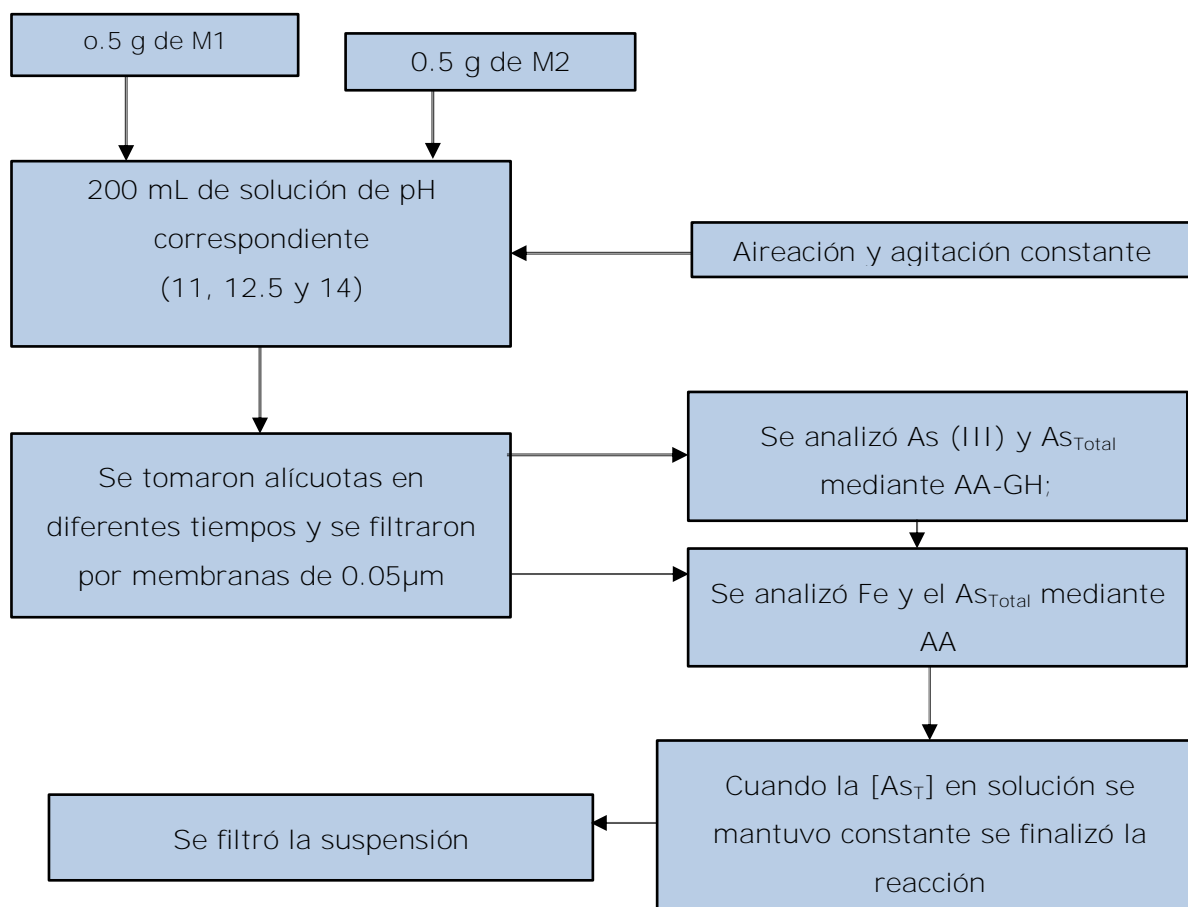 o.5 g de M1
0.5 g de M2
200 mL de solución de pH
correspondiente
(11, 12.5 y 14)
Aireación y agitación constante
Se tomaron alícuotas en
diferentes tiempos y se filtraron
por membranas de 0.05µm
Se analizó As (III) y AsTotal
mediante AA-GH;
Se analizó Fe y el AsTotal mediante
AA
Cuando la [AsT] en solución se
mantuvo constante se finalizó la
reacción
Se filtró la suspensión